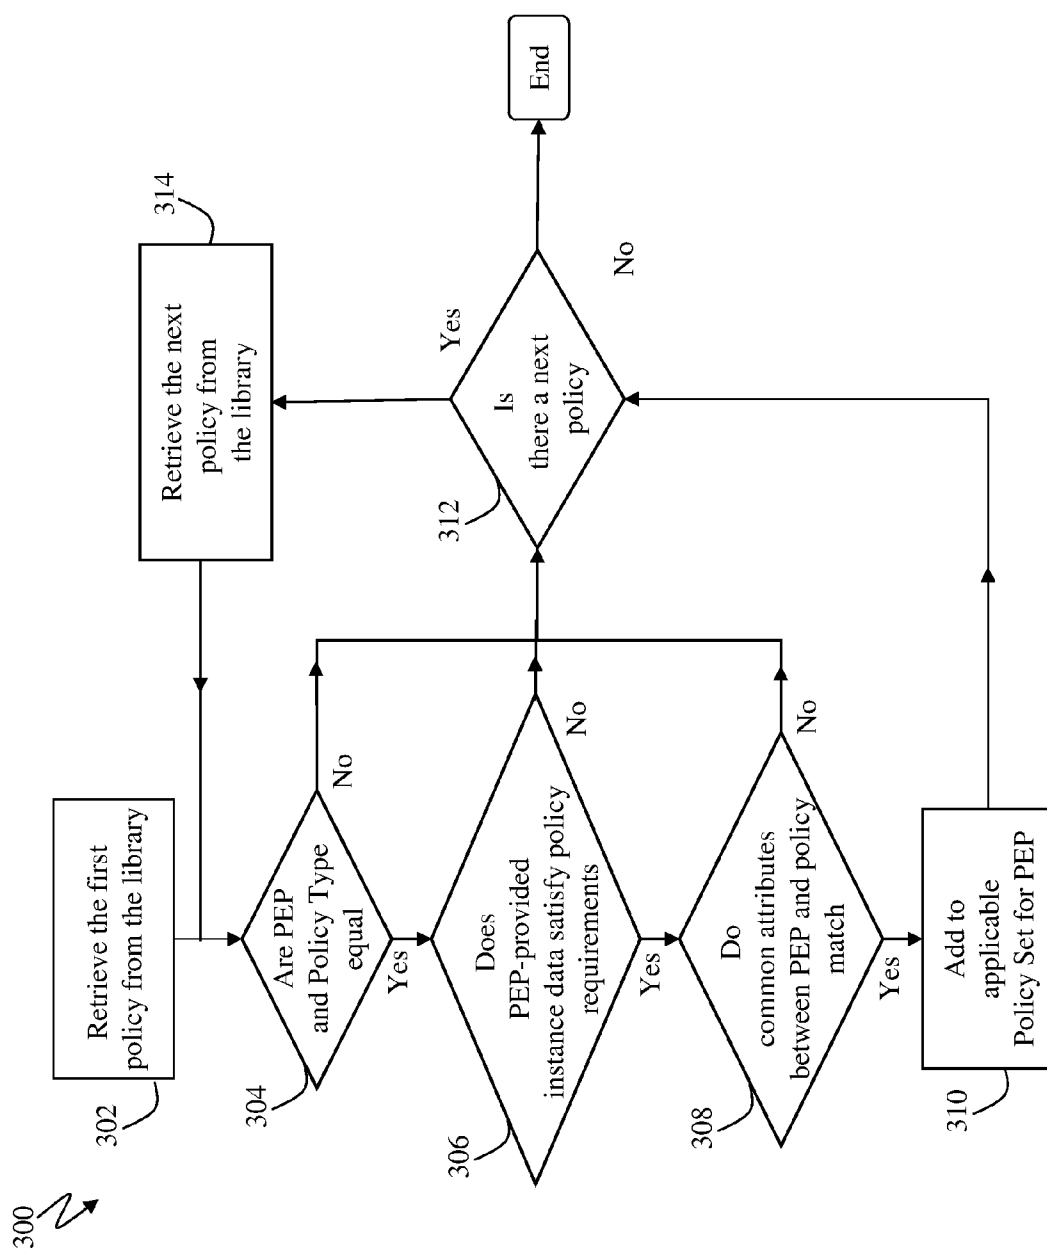 300
302
Retrieve the first
policy from the library
304
Are PEP
and Policy Type
equal
No
Yes
306
Does
PEP-provided
instance data satisfy policy
requirements
No
Yes
308
Do
common attributes
between PEP and policy
match
No
Yes
310
Add to
applicable
Policy Set for PEP
312
Is
there a next
policy
Yes
No
314
Retrieve the next
policy from
the library
End